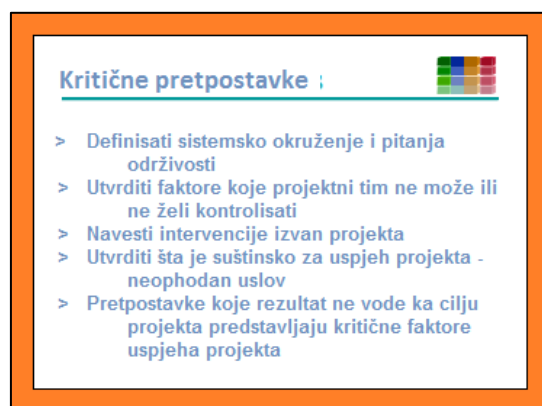 Kritične pretpostavke :
> Definisati sistemsko okruženje i pitanja
održivosti
> Utvrditi faktore koje projektni tim ne može ili
ne želi kontrolisati
> Navesti intervencije izvan projekta
> Utvrditi šta je suštinsko za uspjeh projekta -
neophodan uslov
> Pretpostavke koje rezultat ne vode ka cilju
projekta predstavljaju kritične faktore
uspjeha projekta